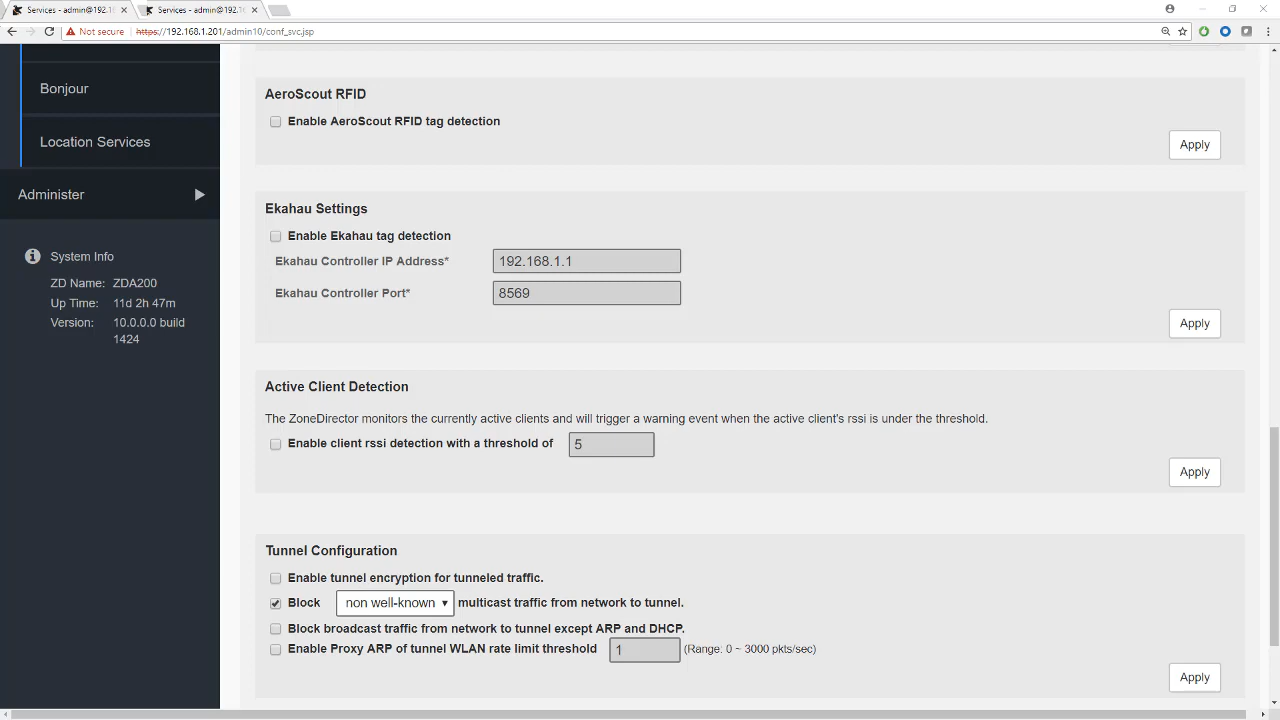 Services - admin@192.1
Services - admin@192.16
Not secure
https://192.168.1.201/admin10/conf_svc.jsp
Bonjour
Location Services
Administer
System Info
ZD Name: ZDA200
Up Time: 11d 2h 47m
Version: 10.0.0.0 build
1424
AeroScout RFID
Enable AeroScout RFID tag detection
Apply
Ekahau Settings
Enable Ekahau tag detection
Ekahau Controller IP Address* 192.168.1.1
Ekahau Controller Port* 8569
Apply
Active Client Detection
The ZoneDirector monitors the currently active clients and will trigger a warning event when the active client's rssi is under the threshold.
Enable client rssi detection with a threshold of 5
Apply
Tunnel Configuration
Enable tunnel encryption for tunneled traffic.
Block non well-known multicast traffic from network to tunnel.
Block broadcast traffic from network to tunnel except ARP and DHCP.
Enable Proxy ARP of tunnel WLAN rate limit threshold 1 (Range: 0 ~ 3000 pkts/sec)
Apply